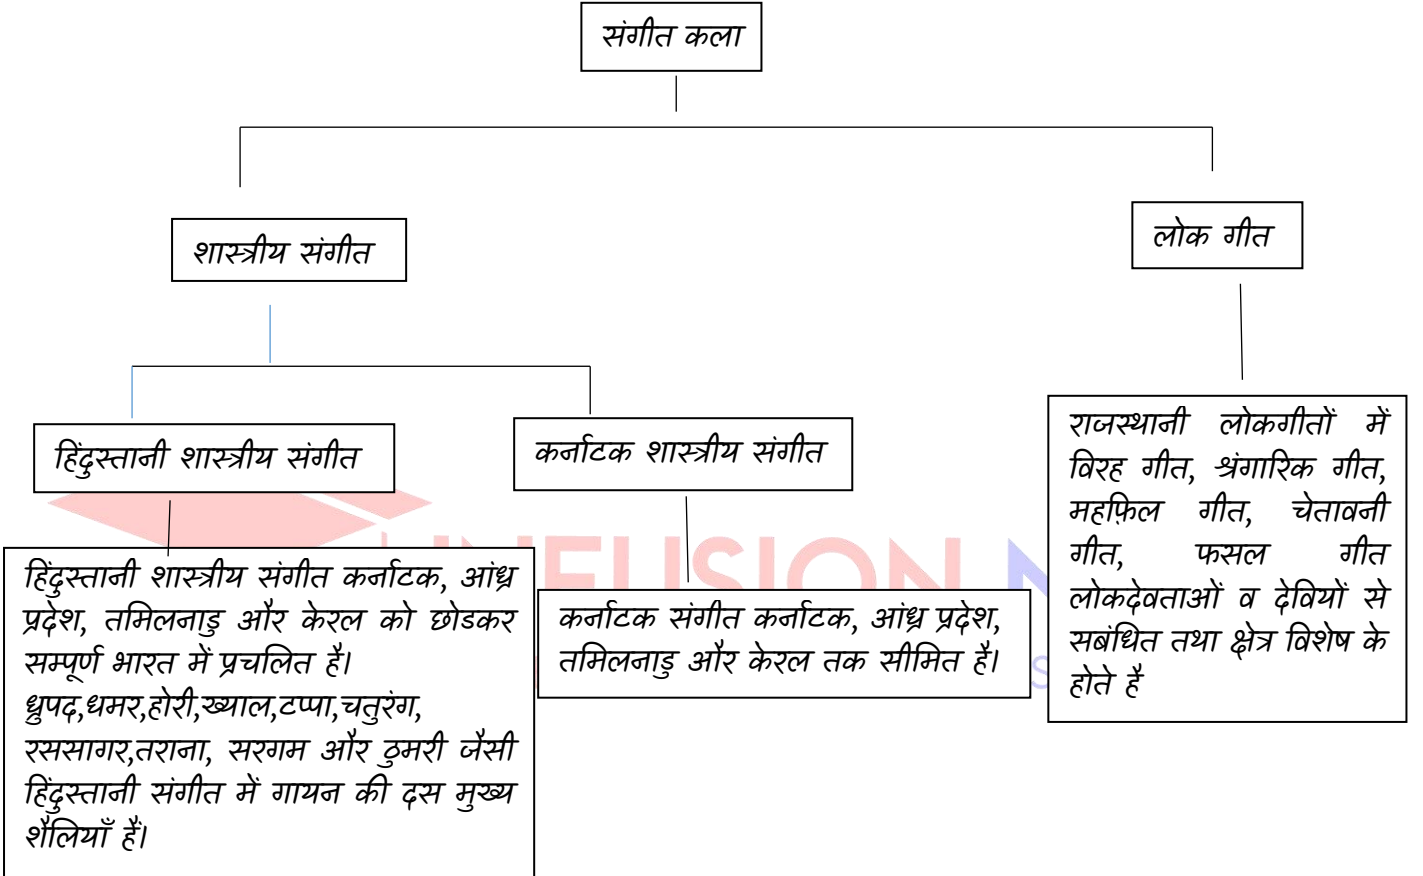 संगीत कला
शास्त्रीय संगीत
लोक गीत
हिंदुस्तानी शास्त्रीय संगीत
कर्नाटक शास्त्रीय संगीत
राजस्थानी लोकगीतों में
विरह गीत, श्रंगारिक गीत,
महफ़िल गीत, चेतावनी
गीत, फसल गीत
लोकदेवताओं व देवियों से
सबंधित तथा क्षेत्र विशेष के
होते है
हिंदुस्तानी शास्त्रीय संगीत कर्नाटक, आंध्र
प्रदेश, तमिलनाडु और केरल को छोडकर
सम्पूर्ण भारत में प्रचलित है।
ध्रुपद,धमर,होरी,ख्याल,टप्पा,चतुरंग,
रससागर,तराना, सरगम और ठुमरी जैसी
हिंदुस्तानी संगीत में गायन की दस मुख्य
शैलियाँ हैं।
कर्नाटक संगीत कर्नाटक, आंध्र प्रदेश,
तमिलनाडु और केरल तक सीमित है।